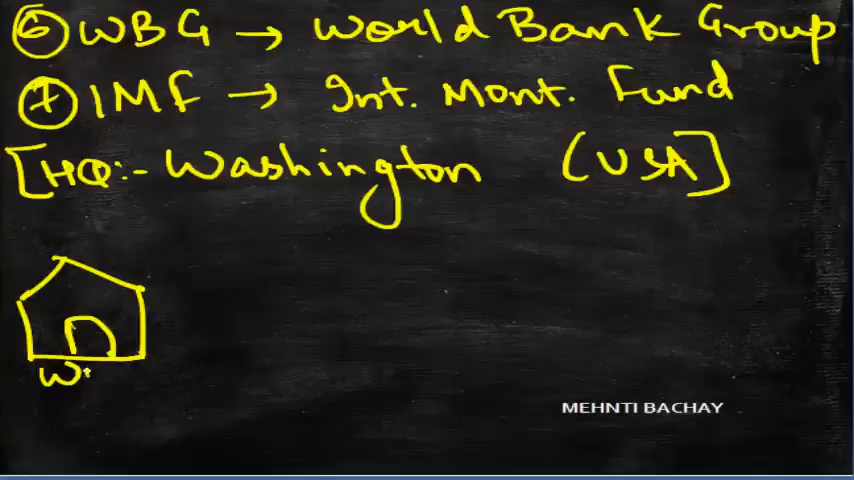 6 WBG → World Bank Group
7 IMF → Int. Mont. Fund
[HQ:- Washington (USA]
W
MEHNTI BACHAY